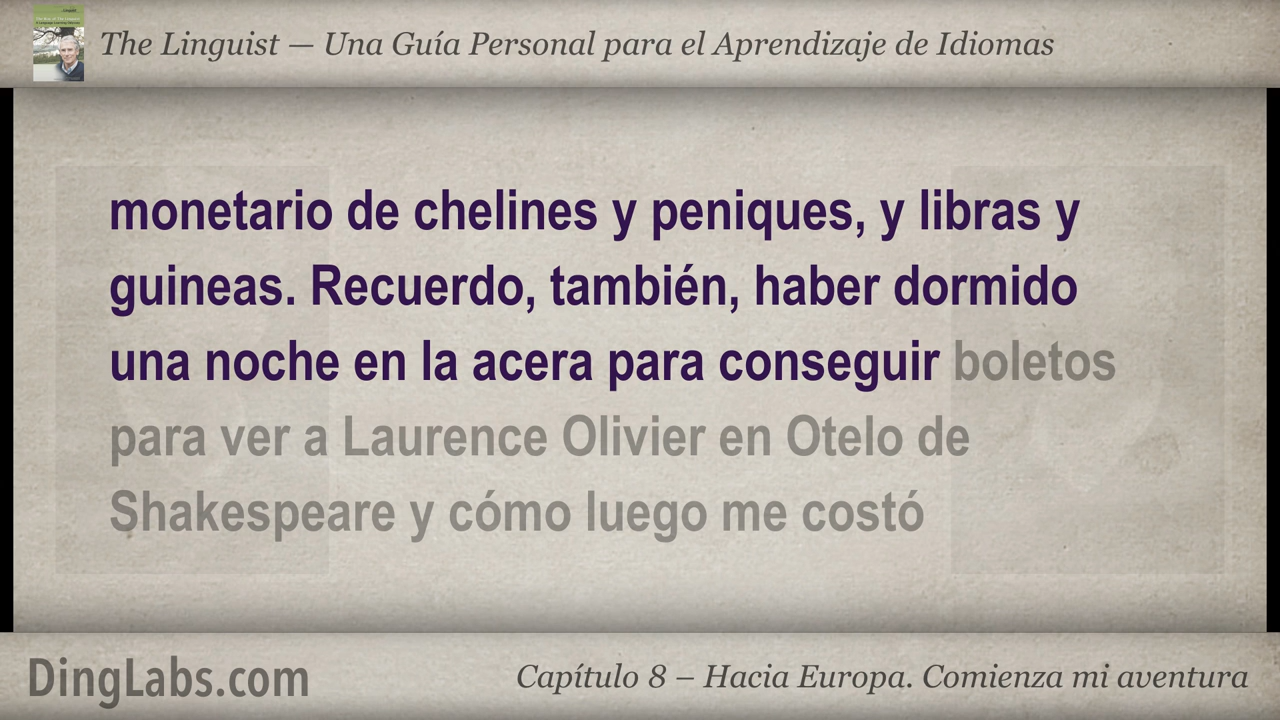 The Linguist — Una Guía Personal para el Aprendizaje de Idiomas
monetario de chelines y peniques, y libras y
guineas. Recuerdo, también, haber dormido
una noche en la acera para conseguir boletos
para ver a Laurence Olivier en Otelo de
Shakespeare y cómo luego me costó
DingLabs.com
Capítulo 8 – Hacia Europa. Comienza mi aventura